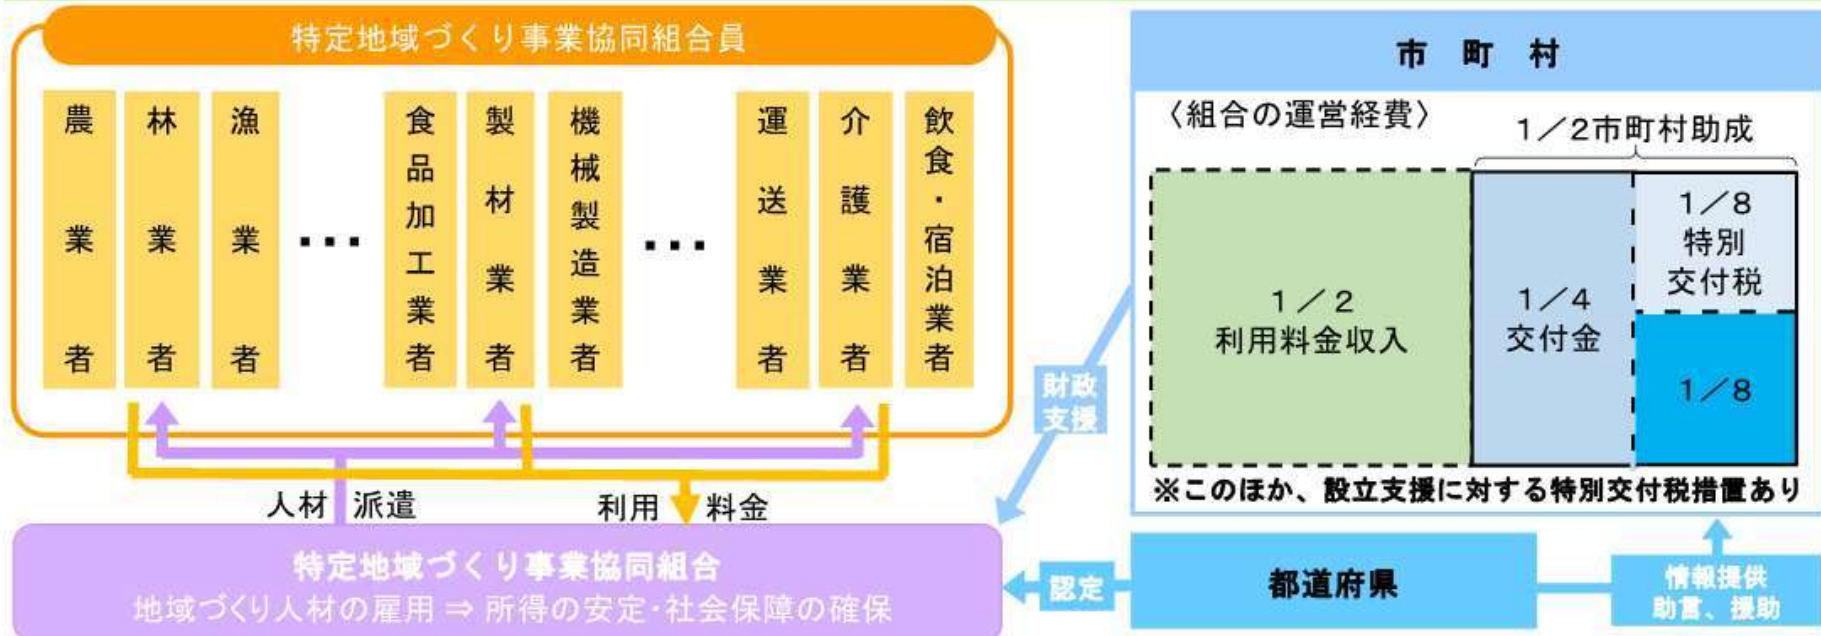 特定地域づくり事業協同組合員
農業者
林業者
漁業者
･･･
食品加工業者
製材業者
機械製造業者
･･･
運送業者
介護業者
飲食・宿泊業者
人材派遣
利用料金
特定地域づくり事業協同組合
地域づくり人材の雇用 ⇒ 所得の安定・社会保障の確保
市町村
〈組合の運営経費〉
1／2市町村助成
1／2
利用料金収入
1／4
交付金
1／8
特別
交付税
1／8
※このほか、設立支援に対する特別交付税措置あり
財政
支援
認定
都道府県
情報提供
助言、援助